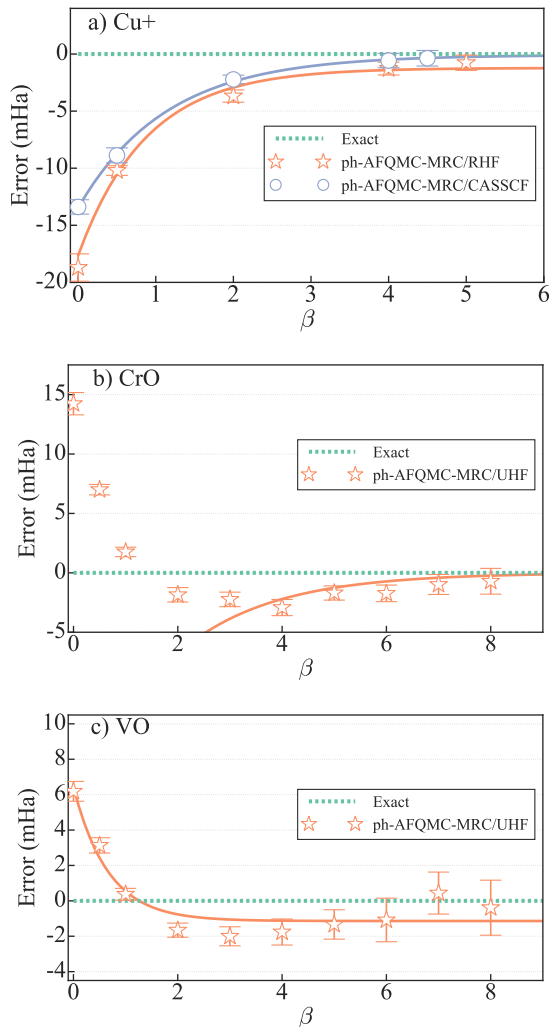 a) Cu+
0
-5
-10
-15
-20
Error (mHa)
Exact
ph-AFQMC-MRC/RHF
ph-AFQMC-MRC/CASSCF
0 1 2 3 4 5 6
β
b) CrO
15
10
5
0
-5
Error (mHa)
Exact
ph-AFQMC-MRC/UHF
0 2 4 6 8
β
c) VO
10
8
6
4
2
0
-2
-4
Error (mHa)
Exact
ph-AFQMC-MRC/UHF
0 2 4 6 8
β